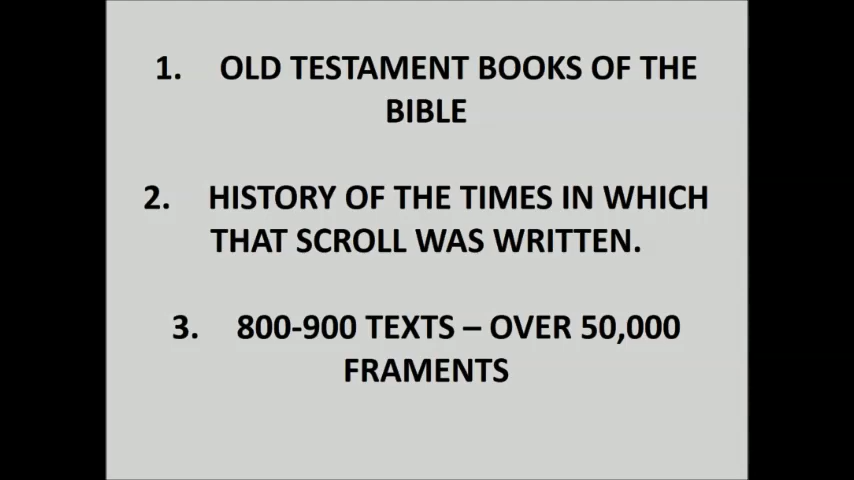 1. OLD TESTAMENT BOOKS OF THE
BIBLE
2. HISTORY OF THE TIMES IN WHICH
THAT SCROLL WAS WRITTEN.
3. 800-900 TEXTS – OVER 50,000
FRAMENTS